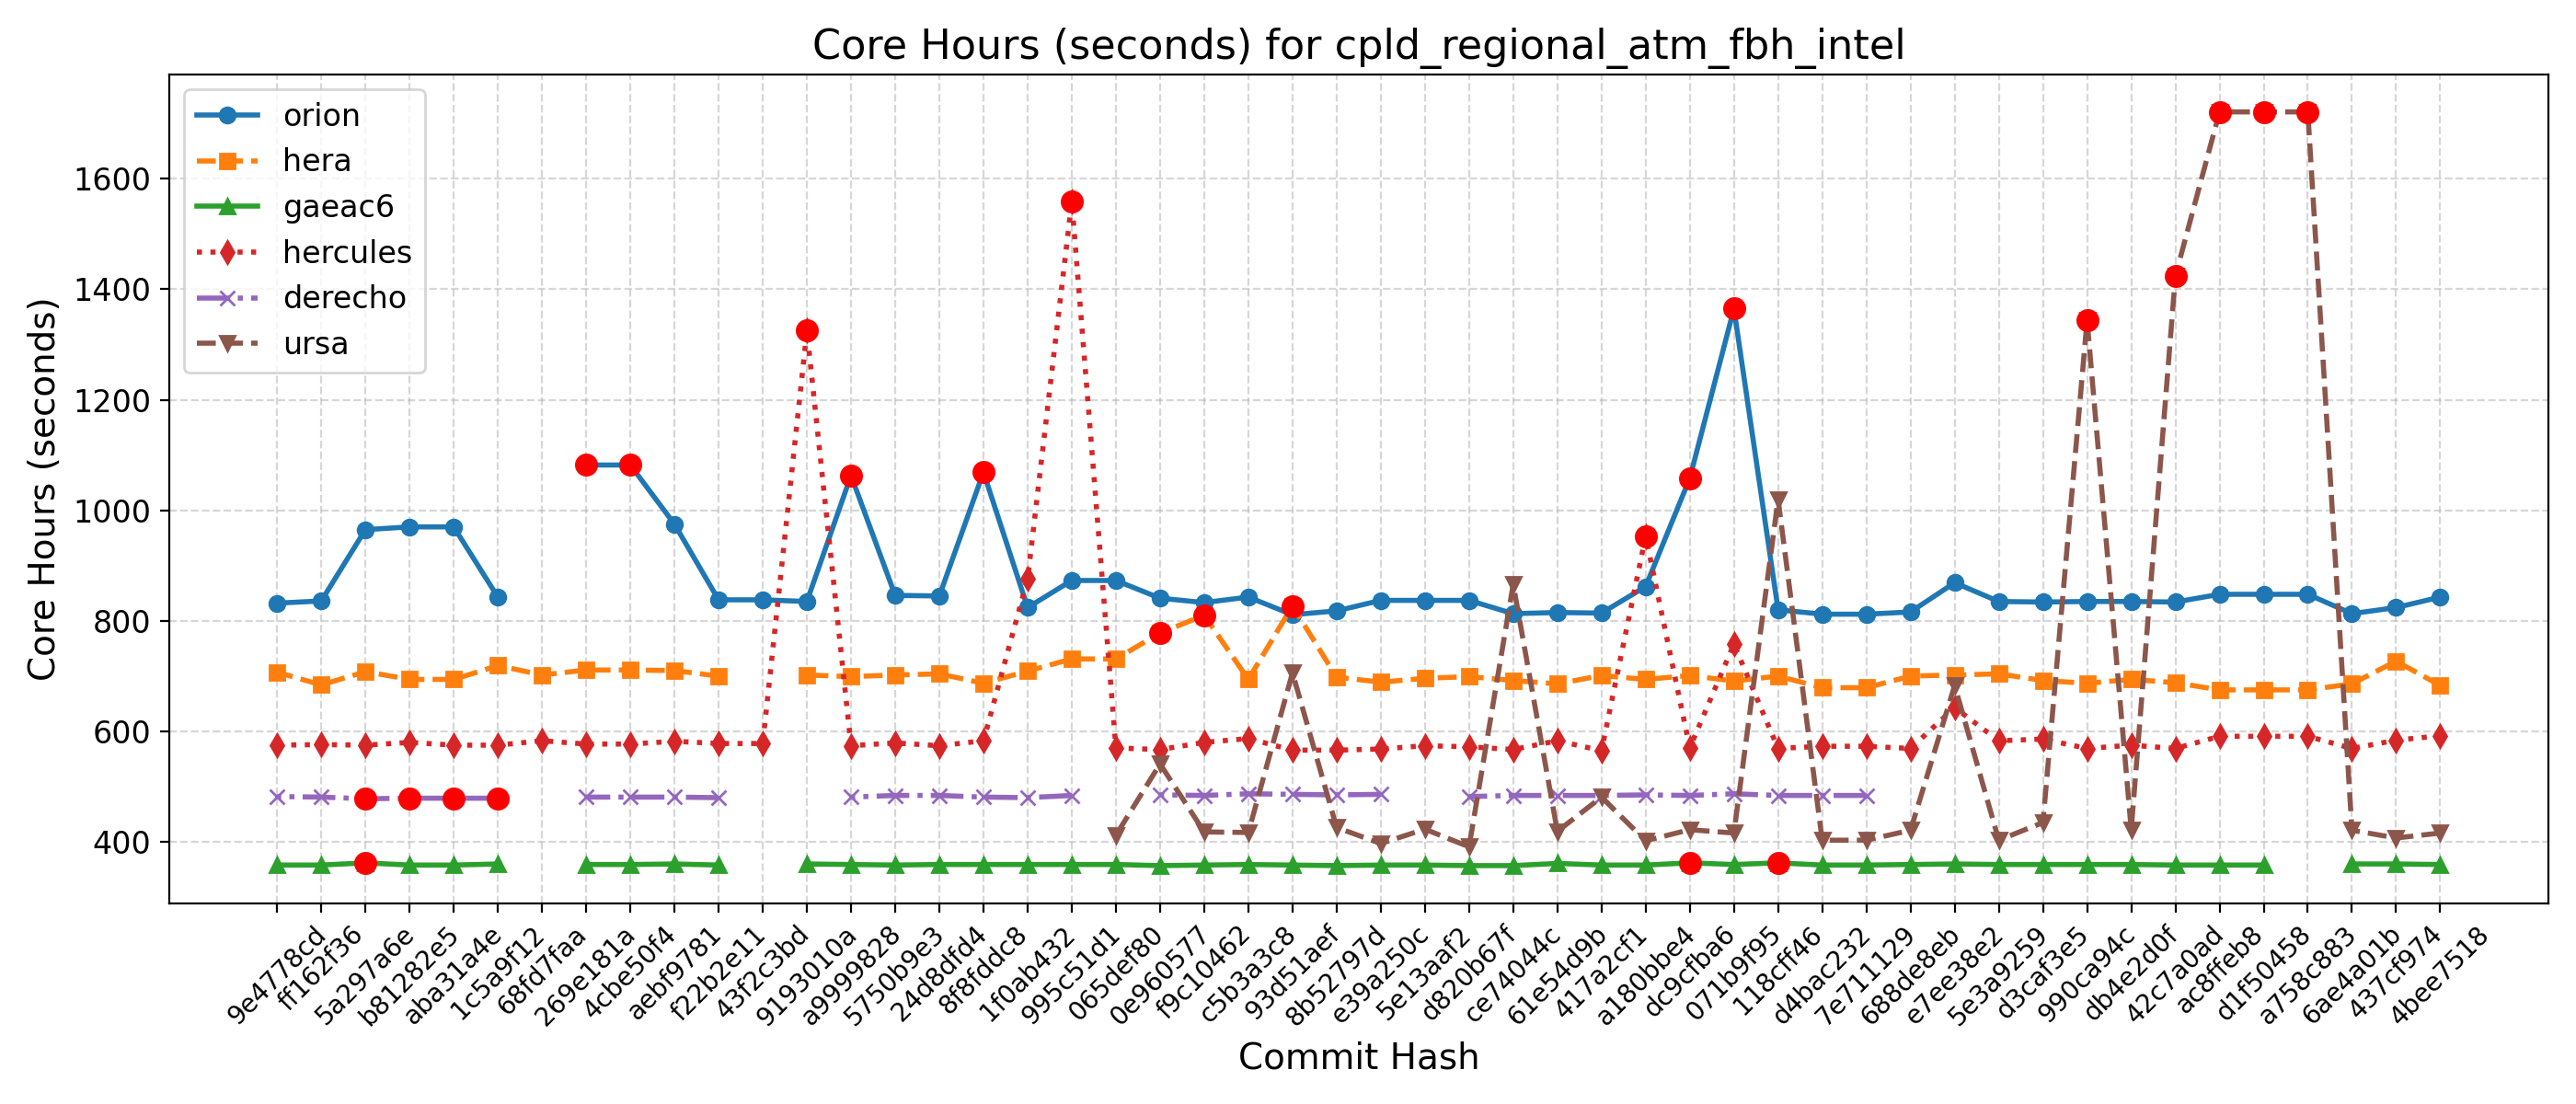 Core Hours (seconds) for cpld_regional_atm_fbh_intel
orion
hera
gaeac6
hercules
derecho
ursa
Core Hours (seconds)
1600
1400
1200
1000
800
600
400
9e4778cd
ff162f36
5a297a6e
b81282e5
aba31a4e
1c5a9f12
68fd7faa
269e181a
4cbe50f4
aebf9781
f22b2e11
43f2c3bd
9193010a
a9999828
5750b9e3
24d8dfd4
8f8fddc8
1f0ab432
995c51d1
065def80
0e960577
f9c10462
c5b3a3c8
93d51aef
8b52797d
e39a250c
5e13aaf2
d820b67f
ce74044c
61e54d9b
417a2cf1
a180bbe4
dc9cfba6
071b9f95
118cff46
d4bac232
7e711129
688de8eb
e7ee38e2
5e3a9259
d3caf3e5
990ca94c
db4e2d0f
42c7a0ad
ac8ffeb8
d1f50458
a758c883
6ae4a01b
437cf974
4bee7518
Commit Hash